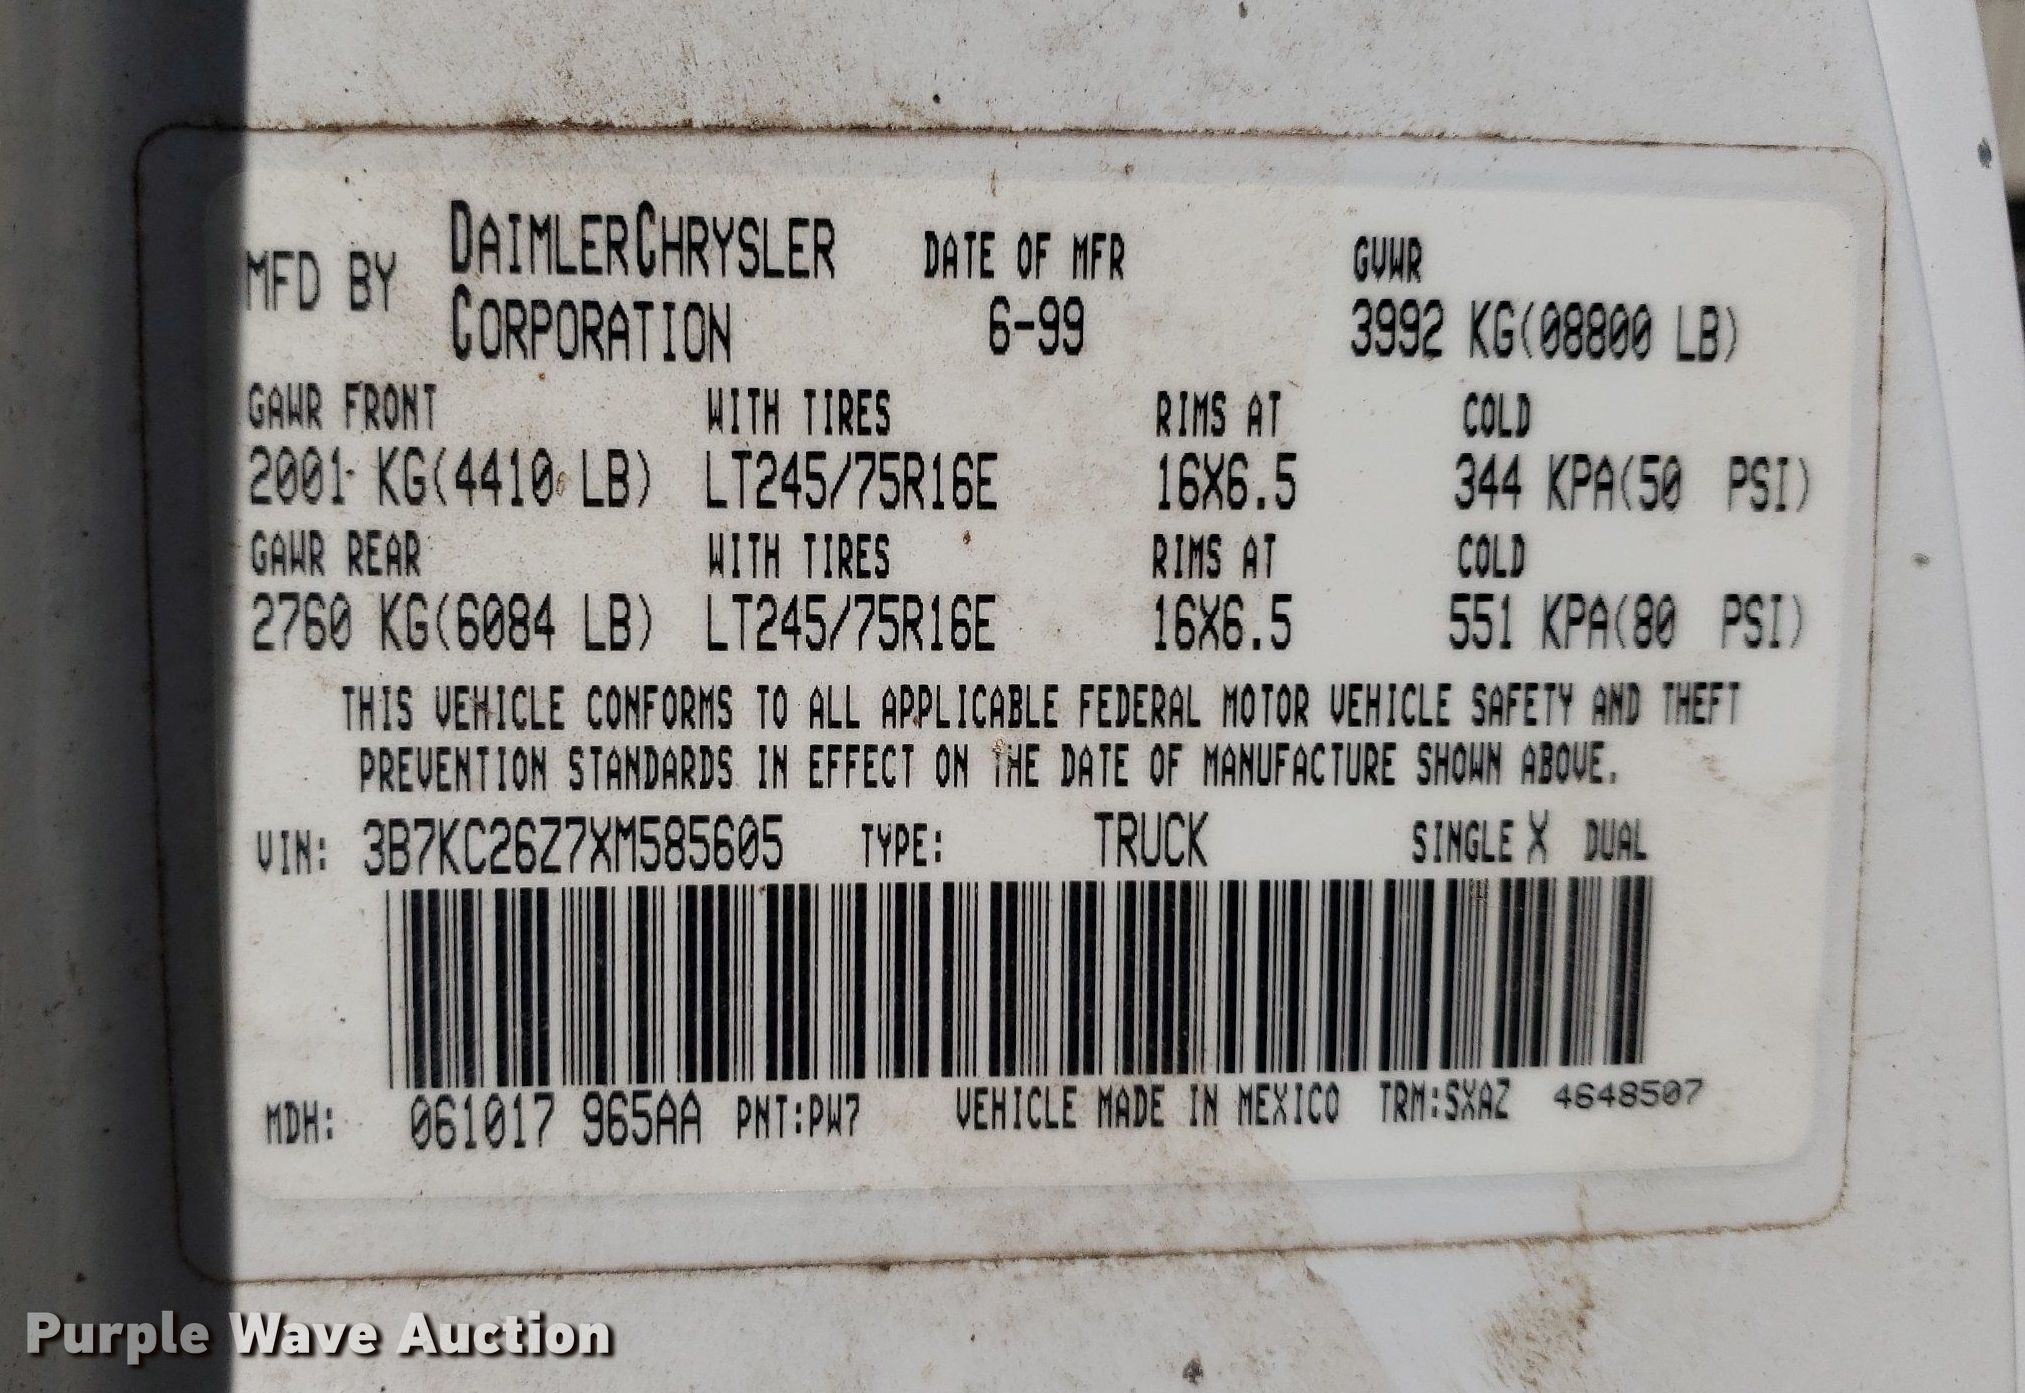 MFD BY DAIMLERCHRYSLER CORPORATION DATE OF MFR 6-99 GVWR 3992 KG(08800 LB)
GAWR FRONT WITH TIRES RIMS AT COLD
2001 KG(4410 LB) LT245/75R16E 16X6.5 344 KPA(50 PSI)
GAWR REAR WITH TIRES RIMS AT COLD
2760 KG(6084 LB) LT245/75R16E 16X6.5 551 KPA(80 PSI)
THIS VEHICLE CONFORMS TO ALL APPLICABLE FEDERAL MOTOR VEHICLE SAFETY AND THEFT
PREVENTION STANDARDS IN EFFECT ON THE DATE OF MANUFACTURE SHOWN ABOVE.
VIN: 3B7KC26Z7XM585605 TYPE: TRUCK SINGLE X DUAL
MDH: 061017 965AA PNT:PW7 VEHICLE MADE IN MEXICO TRM:SXAZ 4648507
Purple Wave Auction